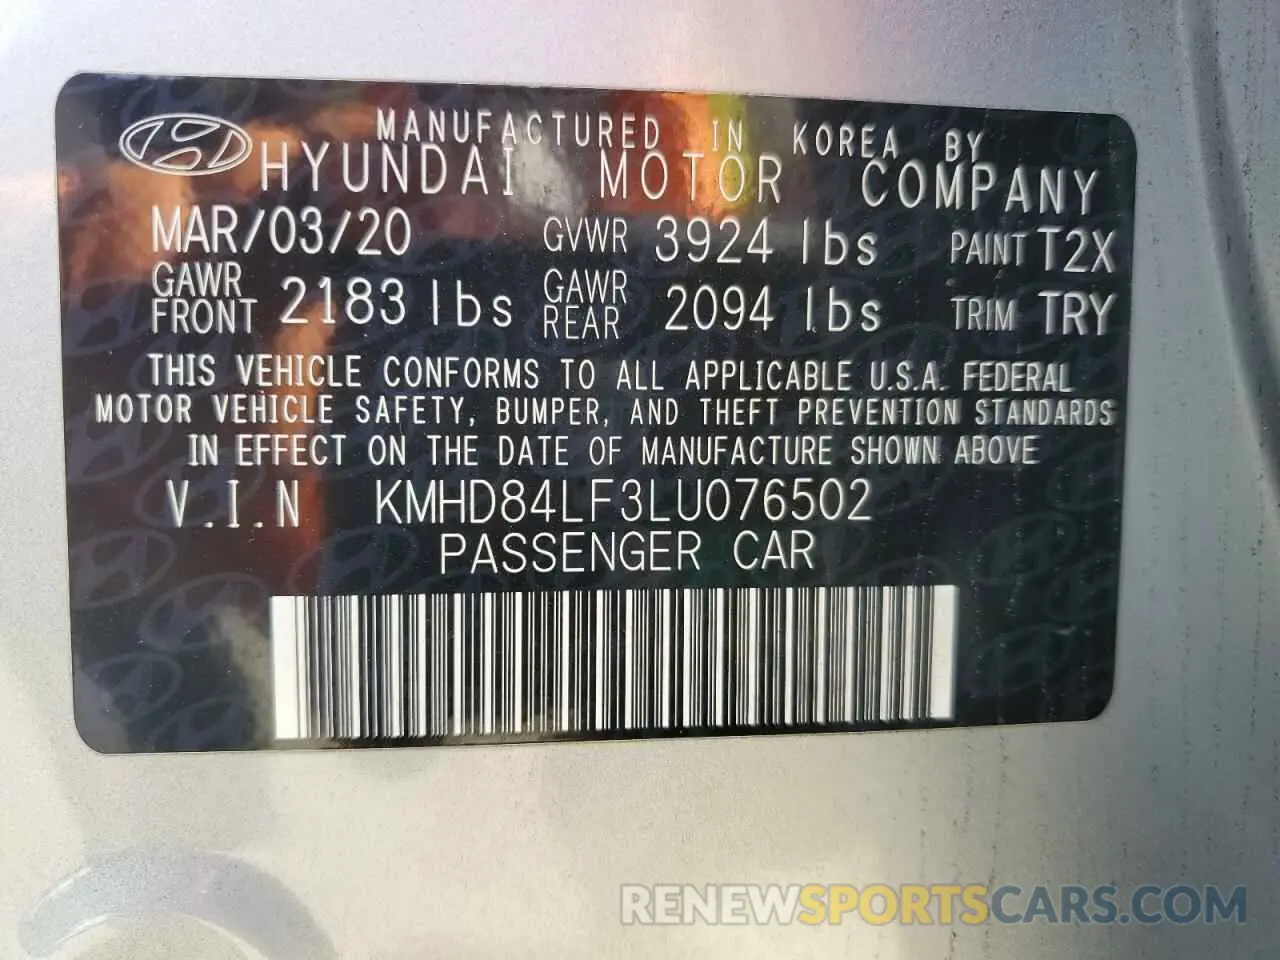 MANUFACTURED IN KOREA BY
HYUNDAI MOTOR COMPANY
MAR/03/20 GVWR 3924 lbs PAINT T2X
GAWR FRONT 2183 lbs GAWR REAR 2094 lbs TRIM TRY
THIS VEHICLE CONFORMS TO ALL APPLICABLE U.S.A. FEDERAL
MOTOR VEHICLE SAFETY, BUMPER, AND THEFT PREVENTION STANDARDS
IN EFFECT ON THE DATE OF MANUFACTURE SHOWN ABOVE
V.I.N KMHD84LF3LU076502
PASSENGER CAR
RENEWSPORTSCARS.COM